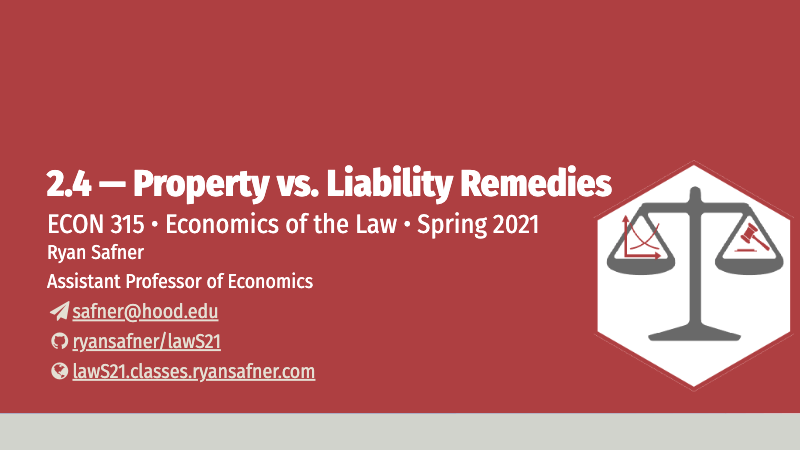 2.4 — Property vs. Liability Remedies
ECON 315 • Economics of the Law • Spring 2021
Ryan Safner
Assistant Professor of Economics
safner@hood.edu
ryansafner/lawS21
lawS21.classes.ryansafner.com